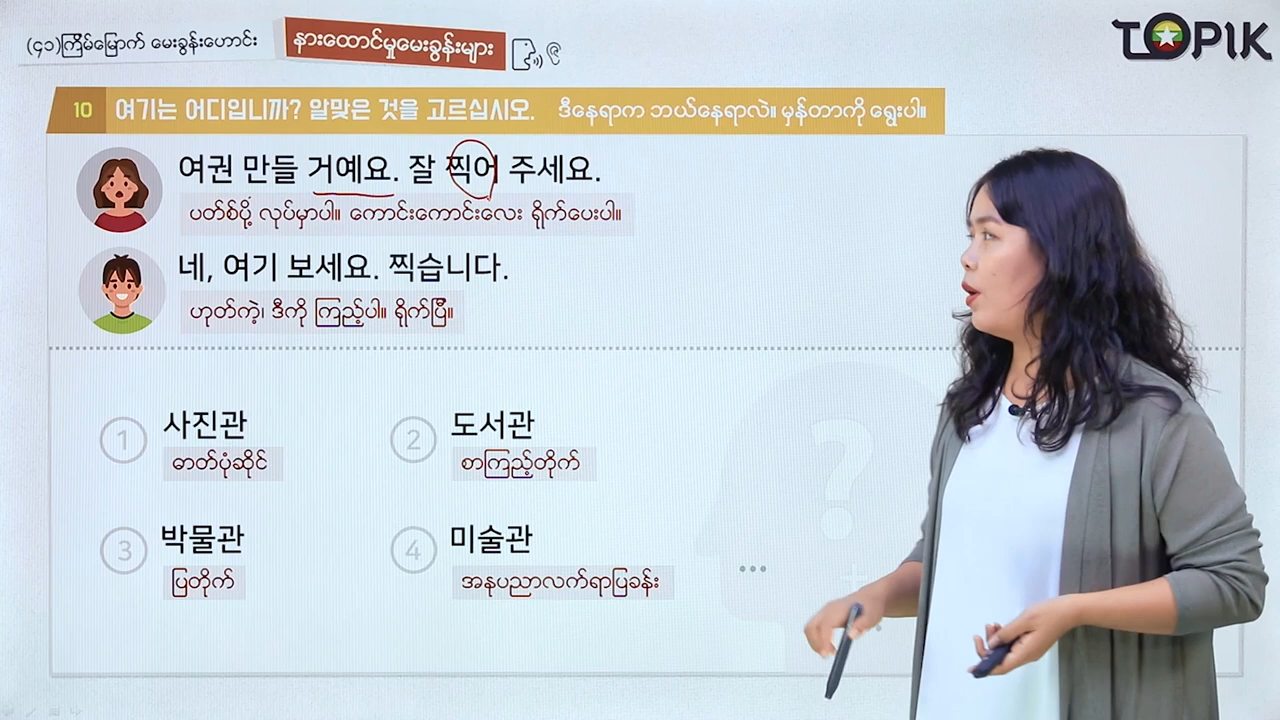 (၄၁)ကြိမ်မြောက် မေးခွန်းဟောင်း
နားထောင်မှုမေးခွန်းများ
၉
TOPIK
10 여기는 어디입니까? 알맞은 것을 고르십시오. ဒီနေရာက ဘယ်နေရာလဲ။ မှန်တာကို ရွေးပါ။
여권 만들 거예요. 잘 찍어 주세요.
ပတ်စ်ပို့ လုပ်မှာပါ။ ကောင်းကောင်းလေး ရိုက်ပေးပါ။
네, 여기 보세요. 찍습니다.
ဟုတ်ကဲ့၊ ဒီကို ကြည့်ပါ။ ရိုက်ပြီ။
1 사진관
ဓာတ်ပုံဆိုင်
2 도서관
စာကြည့်တိုက်
3 박물관
ပြတိုက်
4 미술관
အနုပညာလက်ရာပြခန်း
?
...